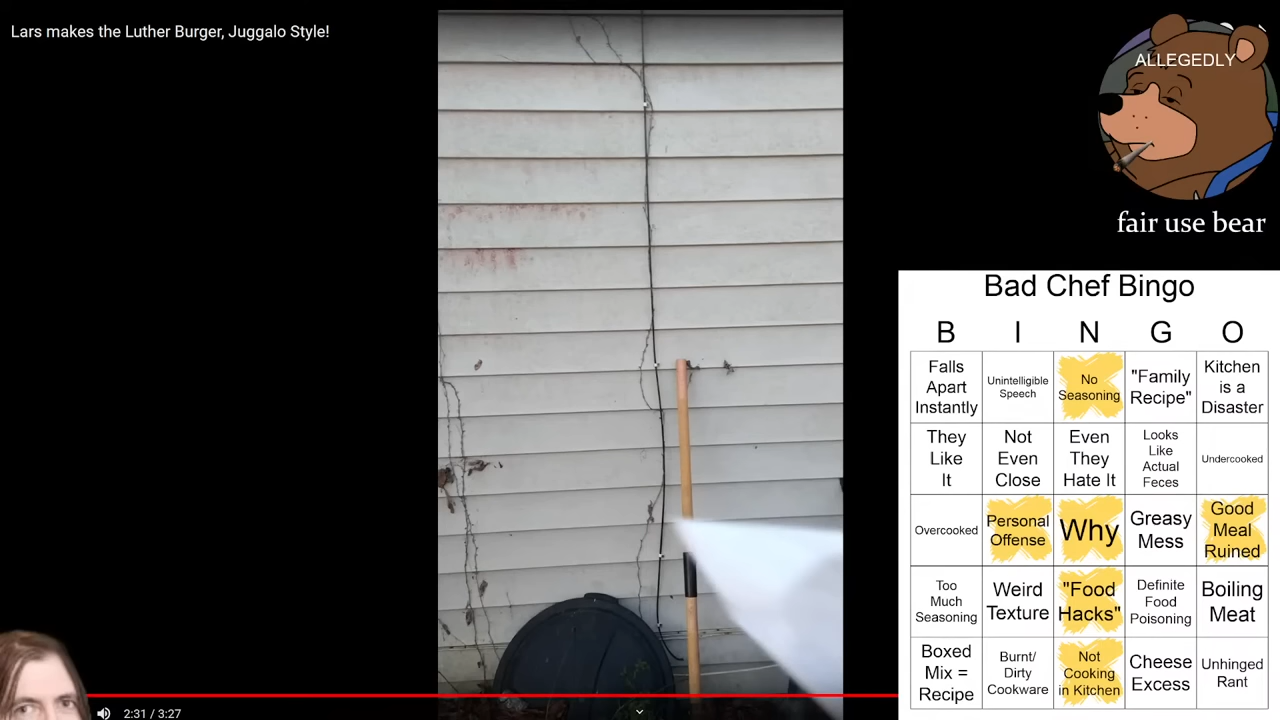 Lars makes the Luther Burger, Juggalo Style!
ALLEGEDLY
fair use bear
Bad Chef Bingo
B I N G O
Falls
Apart
Instantly
Unintelligible
Speech
No
Seasoning
"Family
Recipe"
Kitchen
is a
Disaster
They
Like
It
Not
Even
Close
Even
They
Hate It
Looks
Like
Actual
Feces
Undercooked
Overcooked
Personal
Offense
Why
Greasy
Mess
Good
Meal
Ruined
Too
Much
Seasoning
Weird
Texture
"Food
Hacks"
Definite
Food
Poisoning
Boiling
Meat
Boxed
Mix =
Recipe
Burnt/
Dirty
Cookware
Not
Cooking
in Kitchen
Cheese
Excess
Unhinged
Rant
2:31 / 3:27